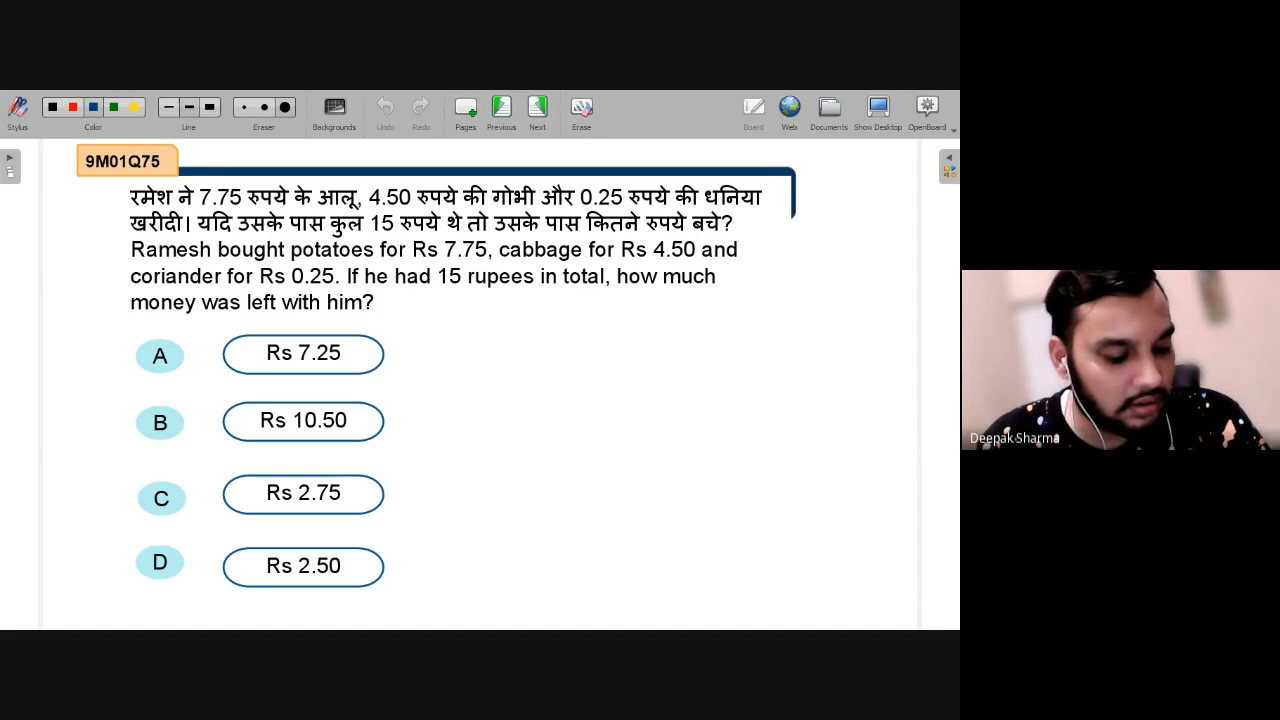 Stylus
Color
Line
Eraser
Backgrounds
Undo
Redo
Pages
Previous
Next
Erase
Board
Web
Documents
Show Desktop
OpenBoard
9M01Q75
रमेश ने 7.75 रुपये के आलू, 4.50 रुपये की गोभी और 0.25 रुपये की धनिया
खरीदी। यदि उसके पास कुल 15 रुपये थे तो उसके पास कितने रुपये बचे?
Ramesh bought potatoes for Rs 7.75, cabbage for Rs 4.50 and
coriander for Rs 0.25. If he had 15 rupees in total, how much
money was left with him?
A Rs 7.25
B Rs 10.50
C Rs 2.75
D Rs 2.50
Deepak Sharma